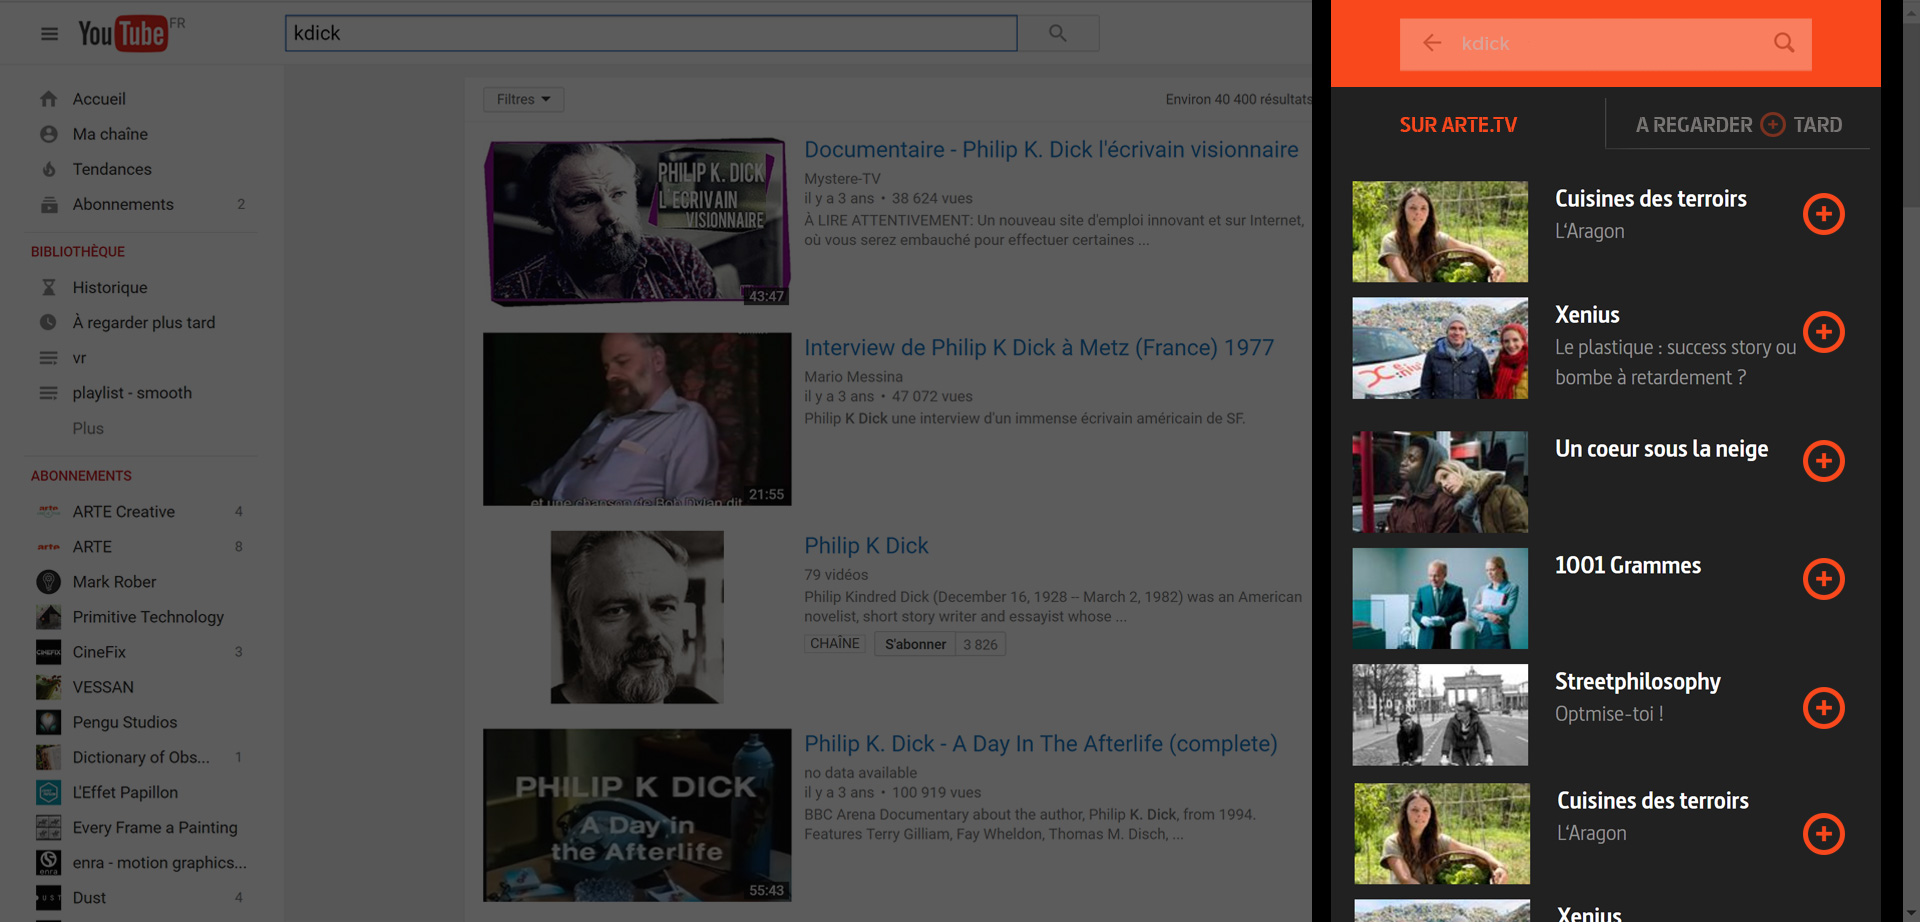 YouTube FR
kdick
Accueil
Ma chaîne
Tendances
Abonnements 2
BIBLIOTHÈQUE
Historique
À regarder plus tard
vr
playlist - smooth
Plus
ABONNEMENTS
ARTE Creative 4
ARTE 8
Mark Rober
Primitive Technology
CineFix 3
VESSAN
Pengu Studios
Dictionary of Obs... 1
L'Effet Papillon
Every Frame a Painting
enra - motion graphics...
Dust 4
Filtres
Environ 40 400 résultats
PHILIP K. DICK
L'ECRIVAIN
VISIONNAIRE
43:47
Documentaire - Philip K. Dick l'écrivain visionnaire
Mystere-TV
il y a 3 ans • 38 624 vues
À LIRE ATTENTIVEMENT: Un nouveau site d'emploi innovant et sur Internet,
où vous serez embauché pour effectuer certaines ...
et une chanson de Bob Dylan dit
21:55
Interview de Philip K Dick à Metz (France) 1977
Mario Messina
il y a 3 ans • 47 072 vues
Philip K Dick une interview d'un immense écrivain américain de SF.
Philip K Dick
79 vidéos
Philip Kindred Dick (December 16, 1928 -- March 2, 1982) was an American
novelist, short story writer and essayist whose ...
CHAÎNE S'abonner 3 826
PHILIP K DICK
A Day in
the Afterlife
55:43
Philip K. Dick - A Day In The Afterlife (complete)
no data available
il y a 3 ans • 100 919 vues
BBC Arena Documentary about the author, Philip K. Dick, from 1994.
Features Terry Gilliam, Fay Wheldon, Thomas M. Disch, ...
kdick
SUR ARTE.TV
A REGARDER + TARD
Cuisines des terroirs
L'Aragon
Xenius
Le plastique : success story ou
bombe à retardement ?
Un coeur sous la neige
1001 Grammes
Streetphilosophy
Optmise-toi !
Cuisines des terroirs
L'Aragon
Xenius